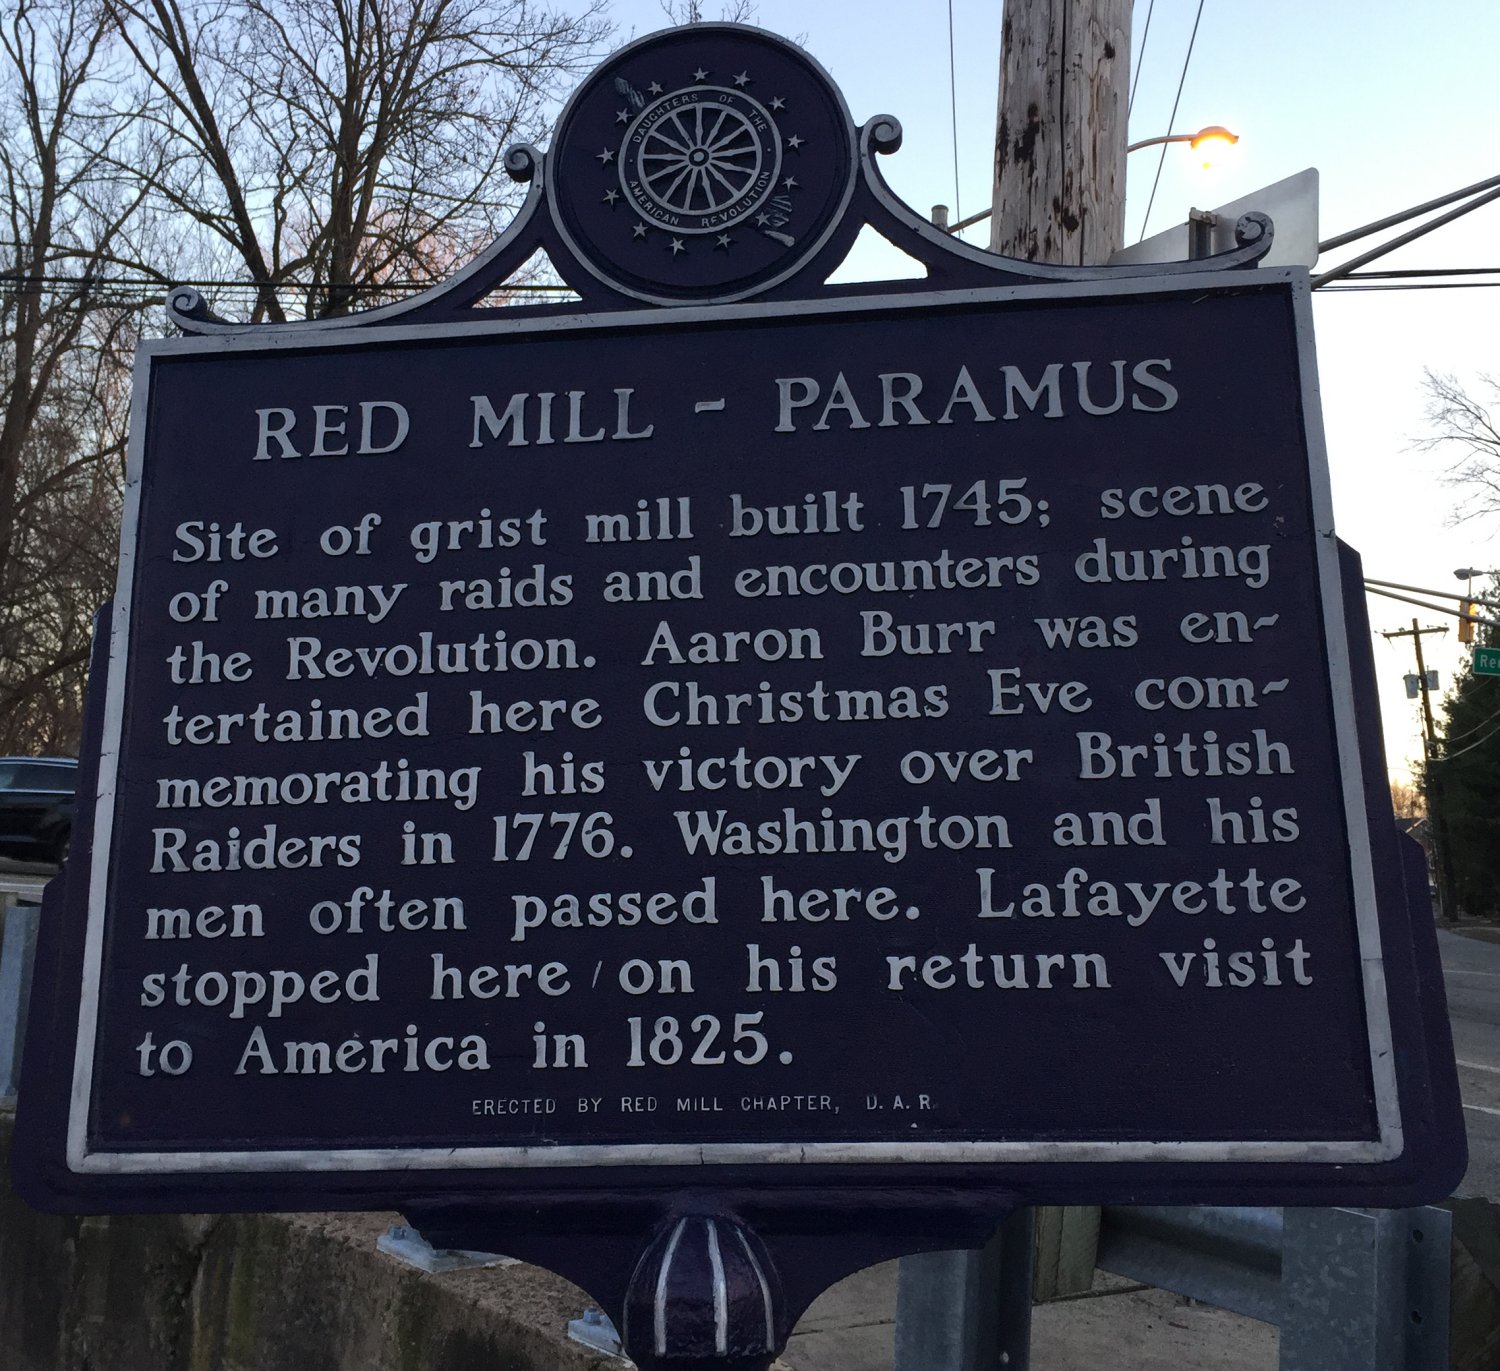 DAUGHTERS OF THE
AMERICAN REVOLUTION
RED MILL - PARAMUS
Site of grist mill built 1745; scene
of many raids and encounters during
the Revolution. Aaron Burr was en-
tertained here Christmas Eve com-
memorating his victory over British
Raiders in 1776. Washington and his
men often passed here. Lafayette
stopped here on his return visit
to America in 1825.
ERECTED BY RED MILL CHAPTER, D. A. R.